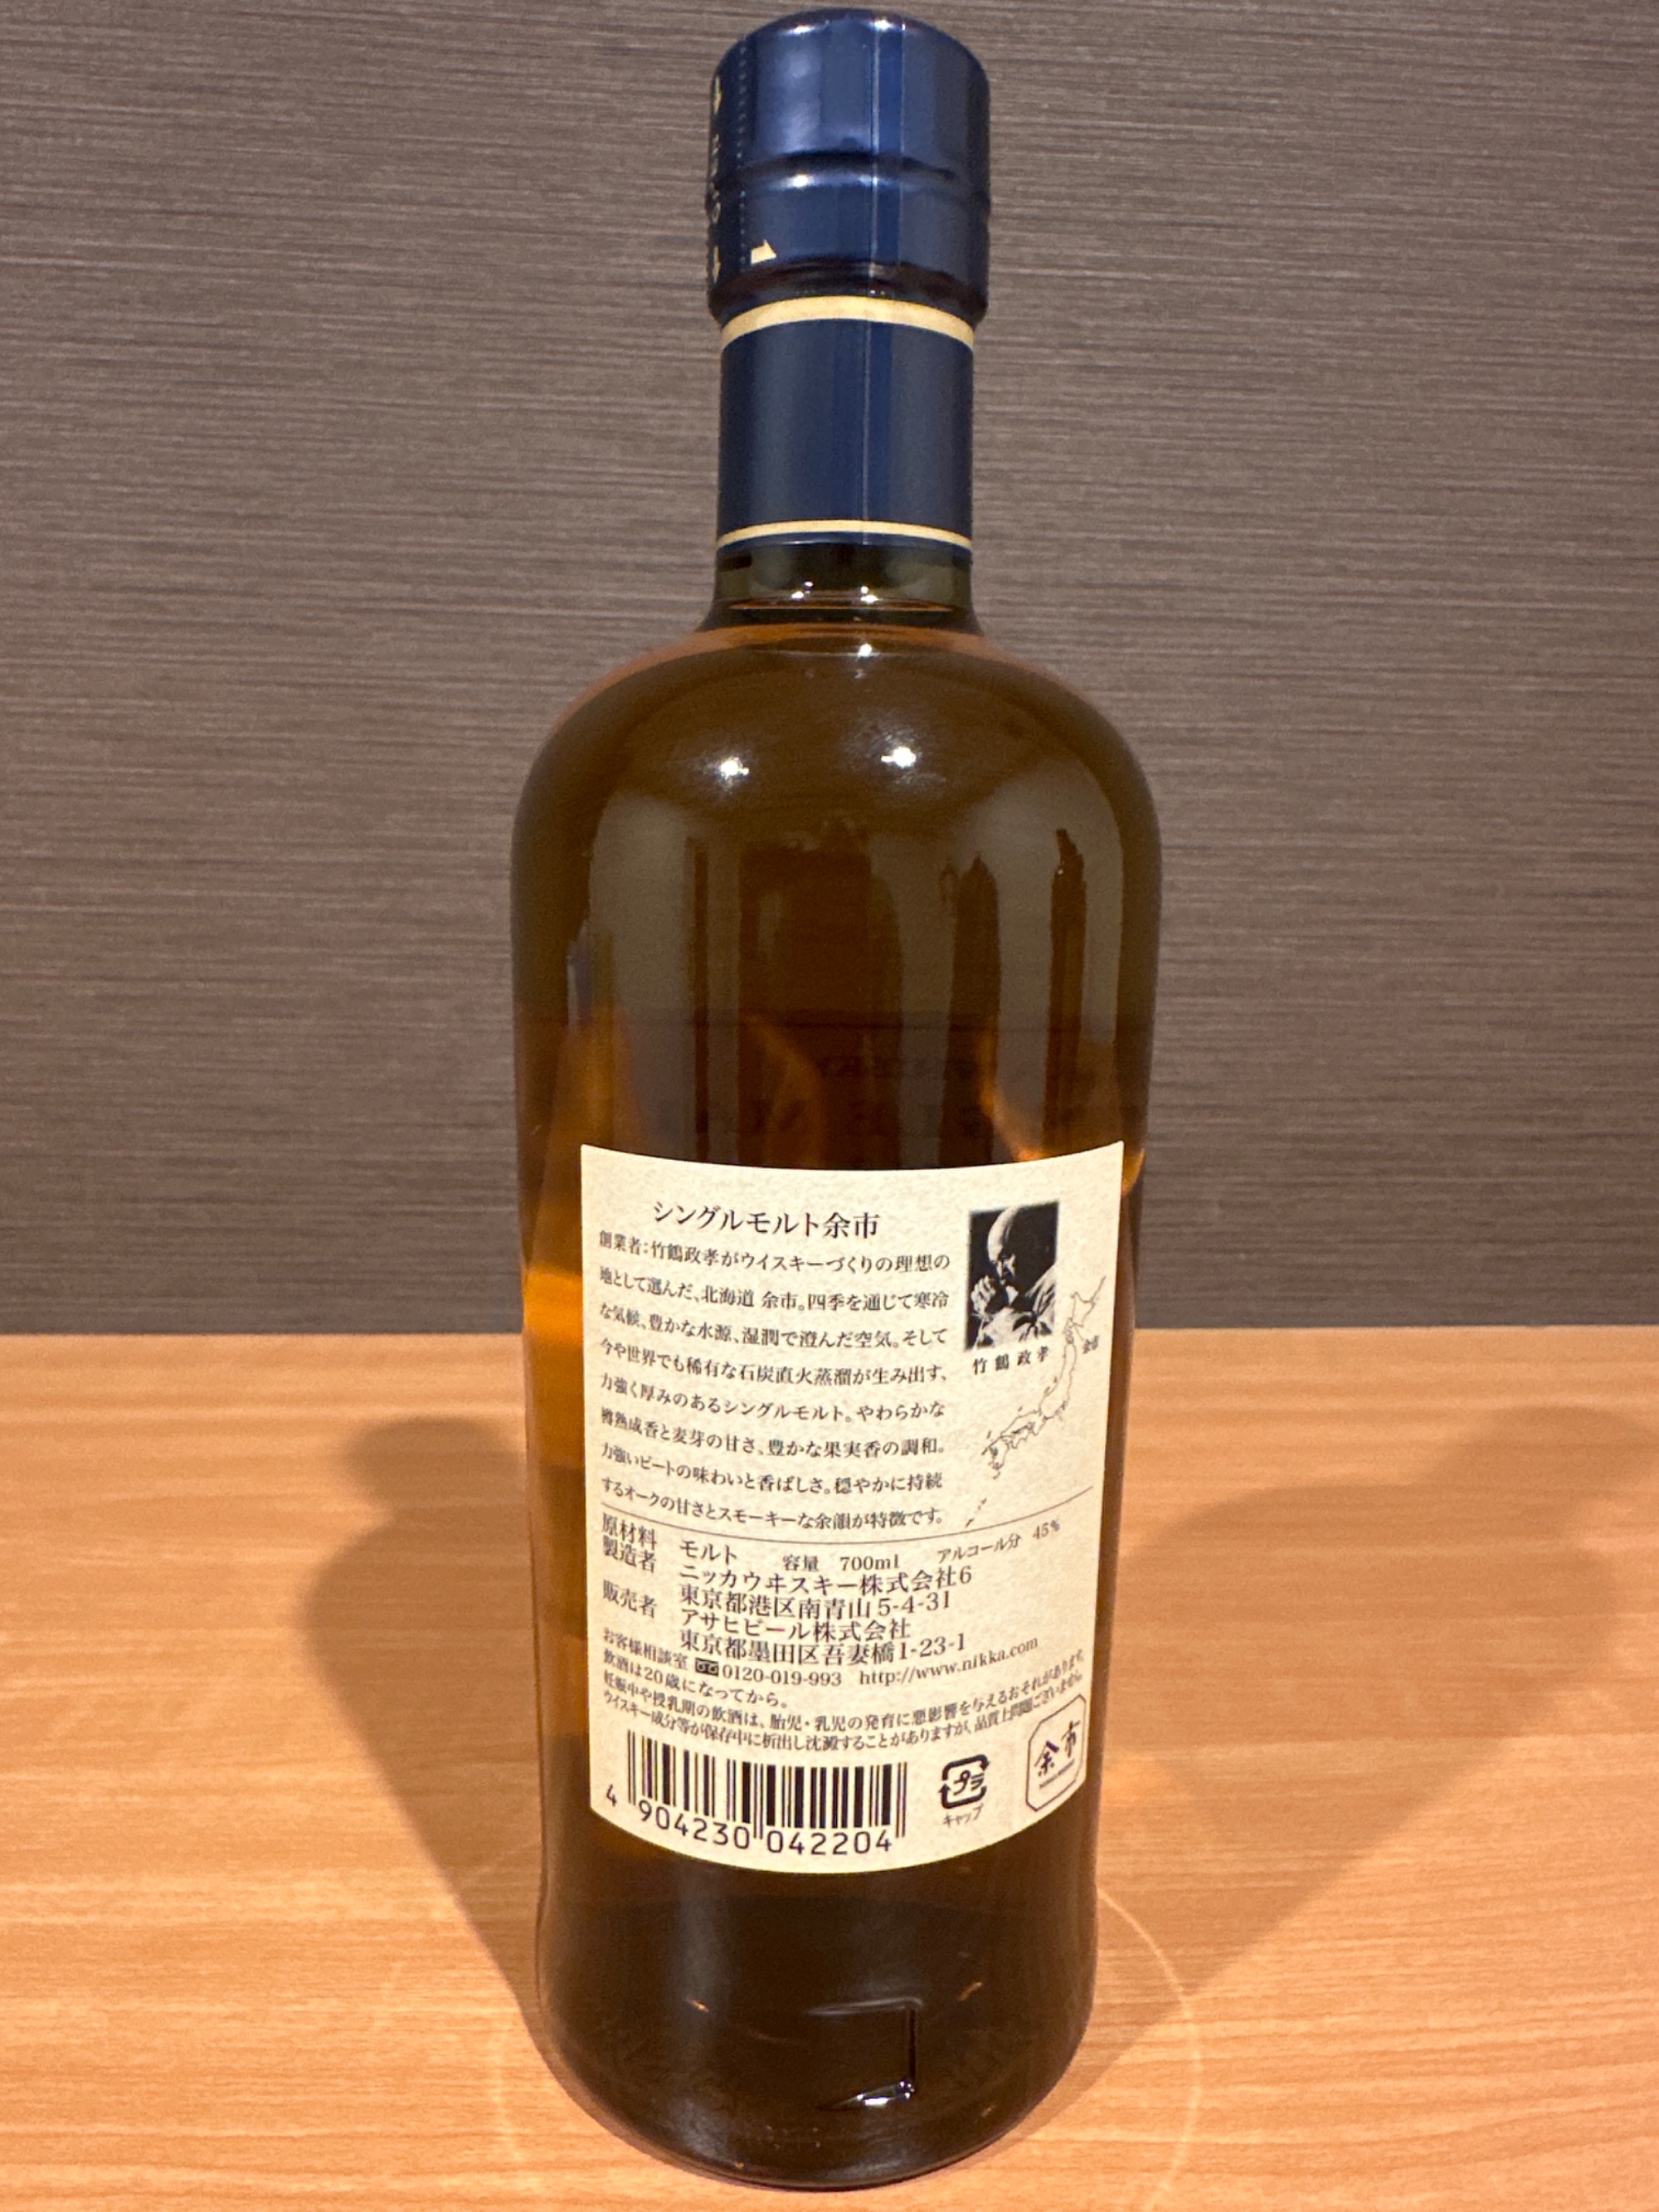 シングルモルト余市
創業者:竹鶴政孝がウイスキーづくりの理想の
地として選んだ、北海道 余市。四季を通じて寒冷
な気候、豊かな水源、湿潤で澄んだ空気。そして
今や世界でも稀有な石炭直火蒸溜が生み出す、
力強く厚みのあるシングルモルト。やわらかな
樽熟成香と麦芽の甘さ、豊かな果実香の調和。
力強いピートの味わいと香ばしさ。穏やかに持続
するオークの甘さとスモーキーな余韻が特徴です。
竹鶴政孝
余市
原材料 モルト 容量 700ml アルコール分 45%
製造者 ニッカウヰスキー株式会社6
東京都港区南青山5-4-31
販売者 アサヒビール株式会社
東京都墨田区吾妻橋1-23-1
お客様相談室 0120-019-993 http://www.nikka.com
飲酒は20歳になってから。
妊娠中や授乳期の飲酒は、胎児・乳児の発育に悪影響を与えるおそれがあります。
ウイスキー成分等が保存中に析出し沈澱することがありますが、品質上問題ございません。
4 904230 042204
プラ
キャップ
余市